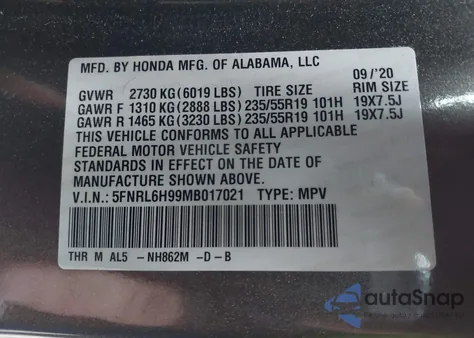 MFD. BY HONDA MFG. OF ALABAMA, LLC
09/'20
GVWR 2730 KG(6019 LBS) TIRE SIZE RIM SIZE
GAWR F 1310 KG(2888 LBS) 235/55R19 101H 19X7.5J
GAWR R 1465 KG(3230 LBS) 235/55R19 101H 19X7.5J
THIS VEHICLE CONFORMS TO ALL APPLICABLE
FEDERAL MOTOR VEHICLE SAFETY
STANDARDS IN EFFECT ON THE DATE OF
MANUFACTURE SHOWN ABOVE.
V.I.N.: 5FNRL6H99MB017021 TYPE: MPV
THR M AL5 -NH862M -D-B
autoSnap